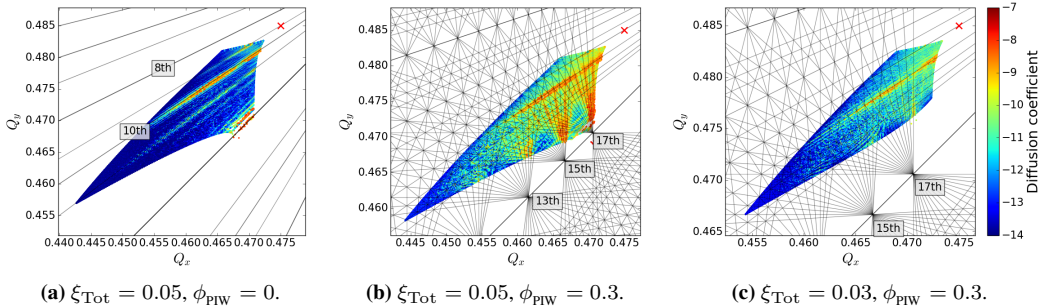 0.485
0.480
0.475
0.470
0.465
0.460
0.455
Q_y
8th
10th
0.440 0.445 0.450 0.455 0.460 0.465 0.470 0.475
Q_x
0.485
0.480
0.475
0.470
0.465
0.460
Q_y
17th
15th
13th
0.445 0.450 0.455 0.460 0.465 0.470 0.475
Q_x
0.485
0.480
0.475
0.470
0.465
Q_y
17th
15th
0.455 0.460 0.465 0.470 0.475
Q_x
−7
−8
−9
−10
−11
−12
−13
−14
Diffusion coefficient
(a) ξ_Tot = 0.05, ϕ_PIW = 0.
(b) ξ_Tot = 0.05, ϕ_PIW = 0.3.
(c) ξ_Tot = 0.03, ϕ_PIW = 0.3.